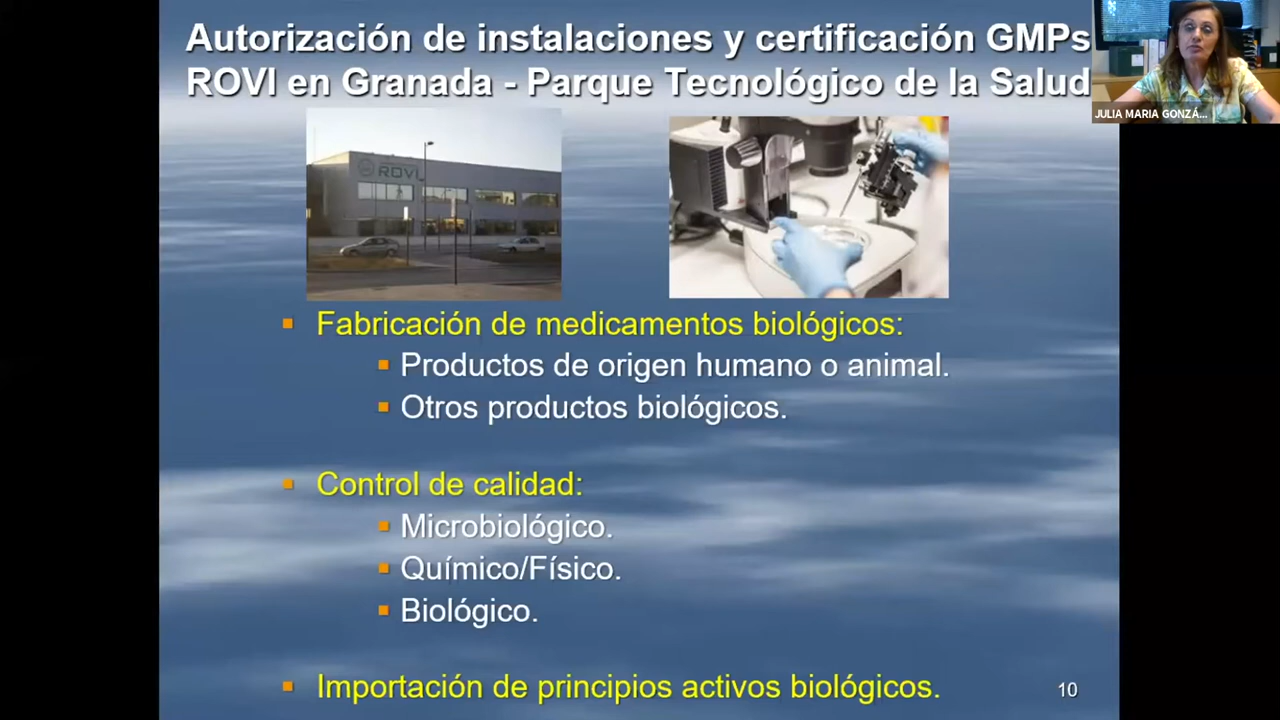 Autorización de instalaciones y certificación GMPs
ROVI en Granada - Parque Tecnológico de la Salud
JULIA MARIA GONZÁ...
ROVI
Fabricación de medicamentos biológicos:
Productos de origen humano o animal.
Otros productos biológicos.
Control de calidad:
Microbiológico.
Químico/Físico.
Biológico.
Importación de principios activos biológicos.
10